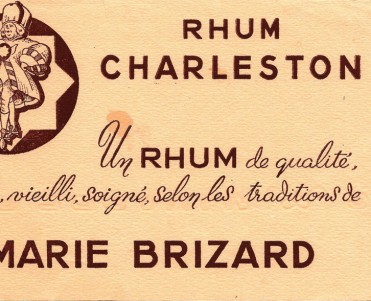 RHUM
CHARLESTON
Un RHUM de qualité,
, vieilli, soigné, selon les traditions de
MARIE BRIZARD